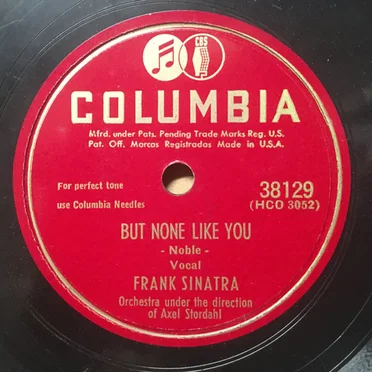 CBS
COLUMBIA
Mfrd. under Pats. Pending Trade Marks Reg. U.S.
Pat. Off. Marcas Registradas Made in U.S.A.
For perfect tone
use Columbia Needles
38129
(HCO 3052)
BUT NONE LIKE YOU
- Noble -
Vocal
FRANK SINATRA
Orchestra under the direction
of Axel Stordahl